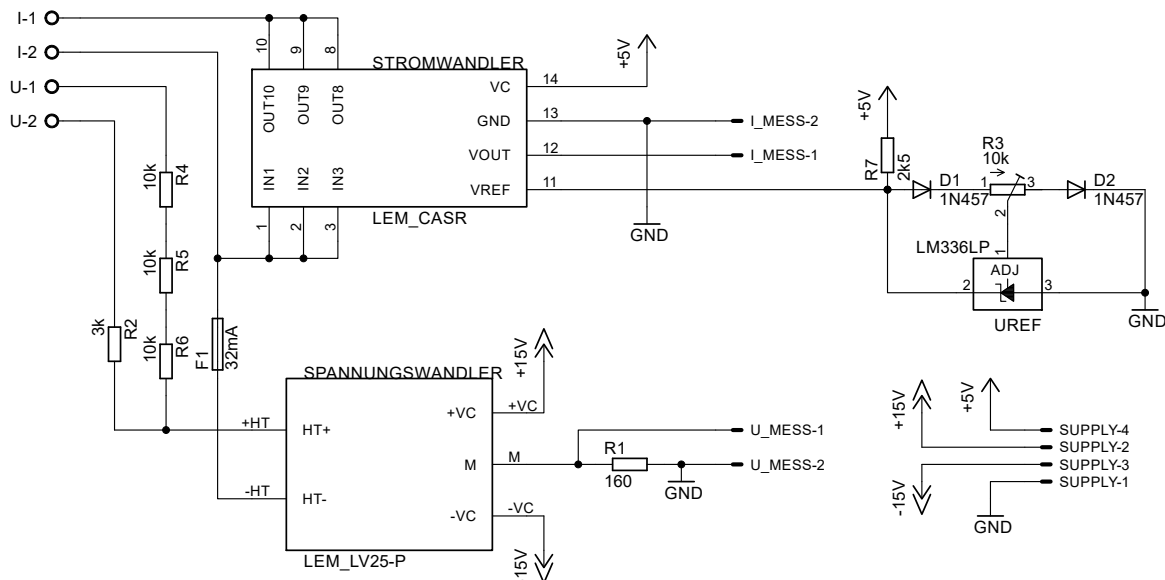 I-1
I-2
U-1
U-2
10
9
8
STROMWANDLER
OUT10
OUT9
OUT8
IN1
IN2
IN3
VC
GND
VOUT
VREF
14
13
12
11
1
2
3
LEM_CASR
+5V
GND
I_MESS-2
I_MESS-1
+5V
R7
2k5
D1
1N457
R3
10k
1
3
2
D2
1N457
LM336LP
1
ADJ
2
3
UREF
GND
10k
R4
10k
R5
10k
R6
3k
R2
F1
32mA
SPANNUNGSWANDLER
+HT
HT+
-HT
HT-
+VC
+VC
M
M
-VC
-VC
LEM_LV25-P
+15V
15V
R1
160
GND
U_MESS-1
U_MESS-2
+15V
+5V
-15V
GND
SUPPLY-4
SUPPLY-2
SUPPLY-3
SUPPLY-1